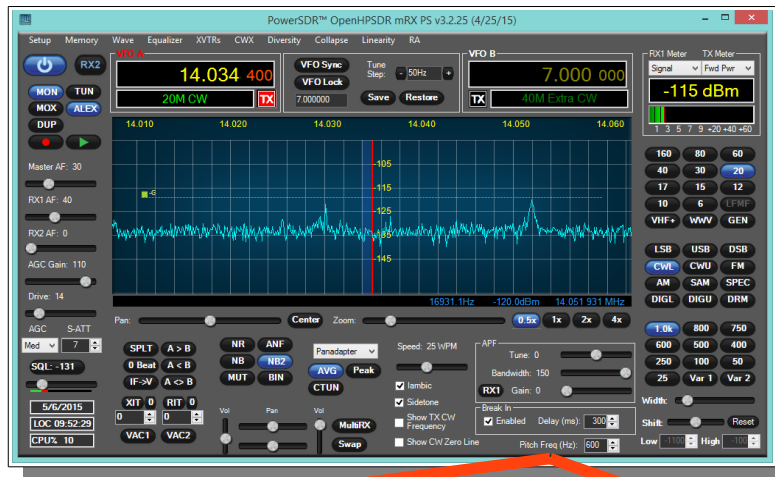 PowerSDR™ OpenHPSDR mRX PS v3.2.25 (4/25/15)
Setup Memory Wave Equalizer XVTRs CWX Diversity Collapse Linearity RA
RX2
MON TUN
MOX ALEX
DUP
Master AF: 30
RX1 AF: 40
RX2 AF: 0
AGC Gain: 110
Drive: 14
AGC S-ATT
Med 7
SQL: -131
5/6/2015
LOC 09:52:29
CPU% 10
VFO A
14.034 400
20M CW TX
VFO Sync
VFO Lock
Tune
Step: - 50Hz +
7.000000 Save Restore
VFO B
7.000 000
TX 40M Extra CW
RX1 Meter TX Meter
Signal Fwd Pwr
-115 dBm
1 3 5 7 9 +20 +40 +60
14.010 14.020 14.030 14.040 14.050 14.060
-105
-G
-115
-125
-135
-145
16931.1Hz -120.0dBm 14.051 931 MHz
Pan: Center Zoom: 0.5x 1x 2x 4x
SPLT A > B
0 Beat A < B
IF->V A <> B
XIT 0 RIT 0
0 0
VAC1 VAC2
NR ANF
NB NB2
MUT BIN
Panadapter
AVG Peak
CTUN
Vol Pan Vol
MultiRX
Swap
Speed: 25 WPM
Iambic
Sidetone
Show TX CW
Frequency
Show CW Zero Line
APF
Tune: 0
Bandwidth: 150
RX1 Gain: 0
Break In
Enabled Delay (ms): 300
Pitch Freq (Hz): 600
160 80 60
40 30 20
17 15 12
10 6 LFMF
VHF+ WWV GEN
LSB USB DSB
CWL CWU FM
AM SAM SPEC
DIGL DIGU DRM
1.0k 800 750
600 500 400
250 100 50
25 Var 1 Var 2
Width:
Shift: Reset
Low -1100 High -100